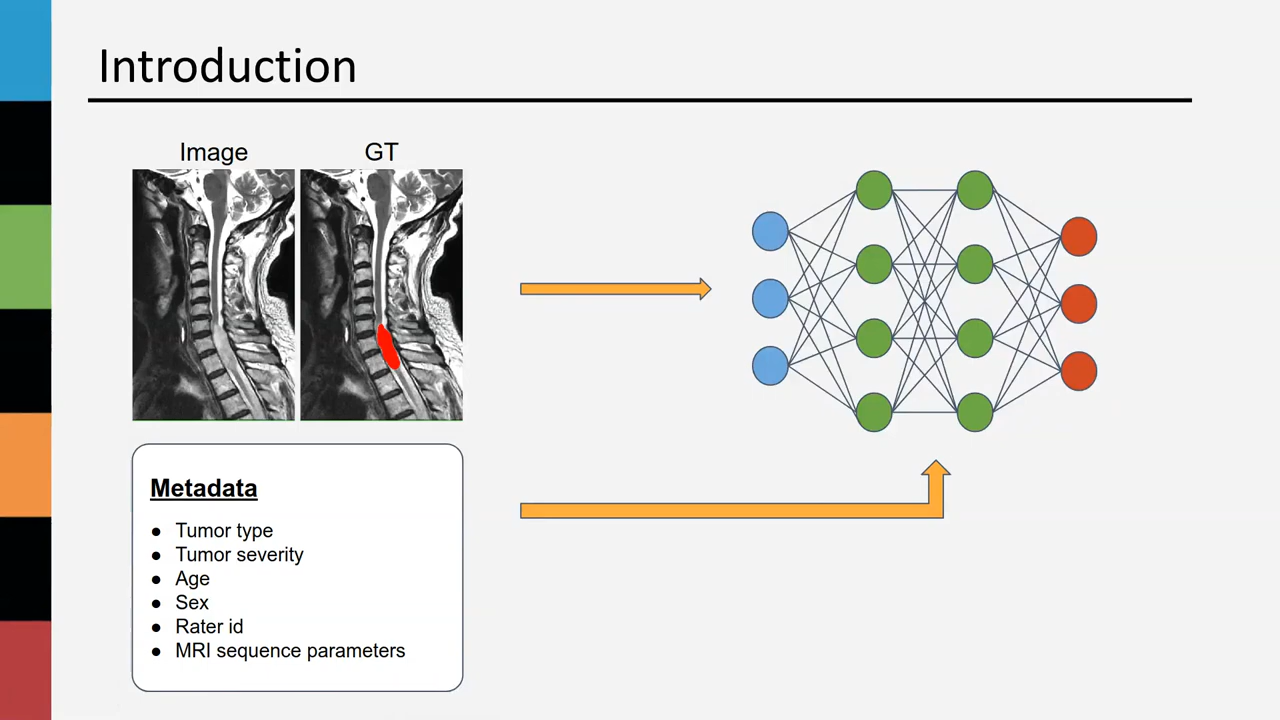 Introduction
Image
GT
Metadata
● Tumor type
● Tumor severity
● Age
● Sex
● Rater id
● MRI sequence parameters